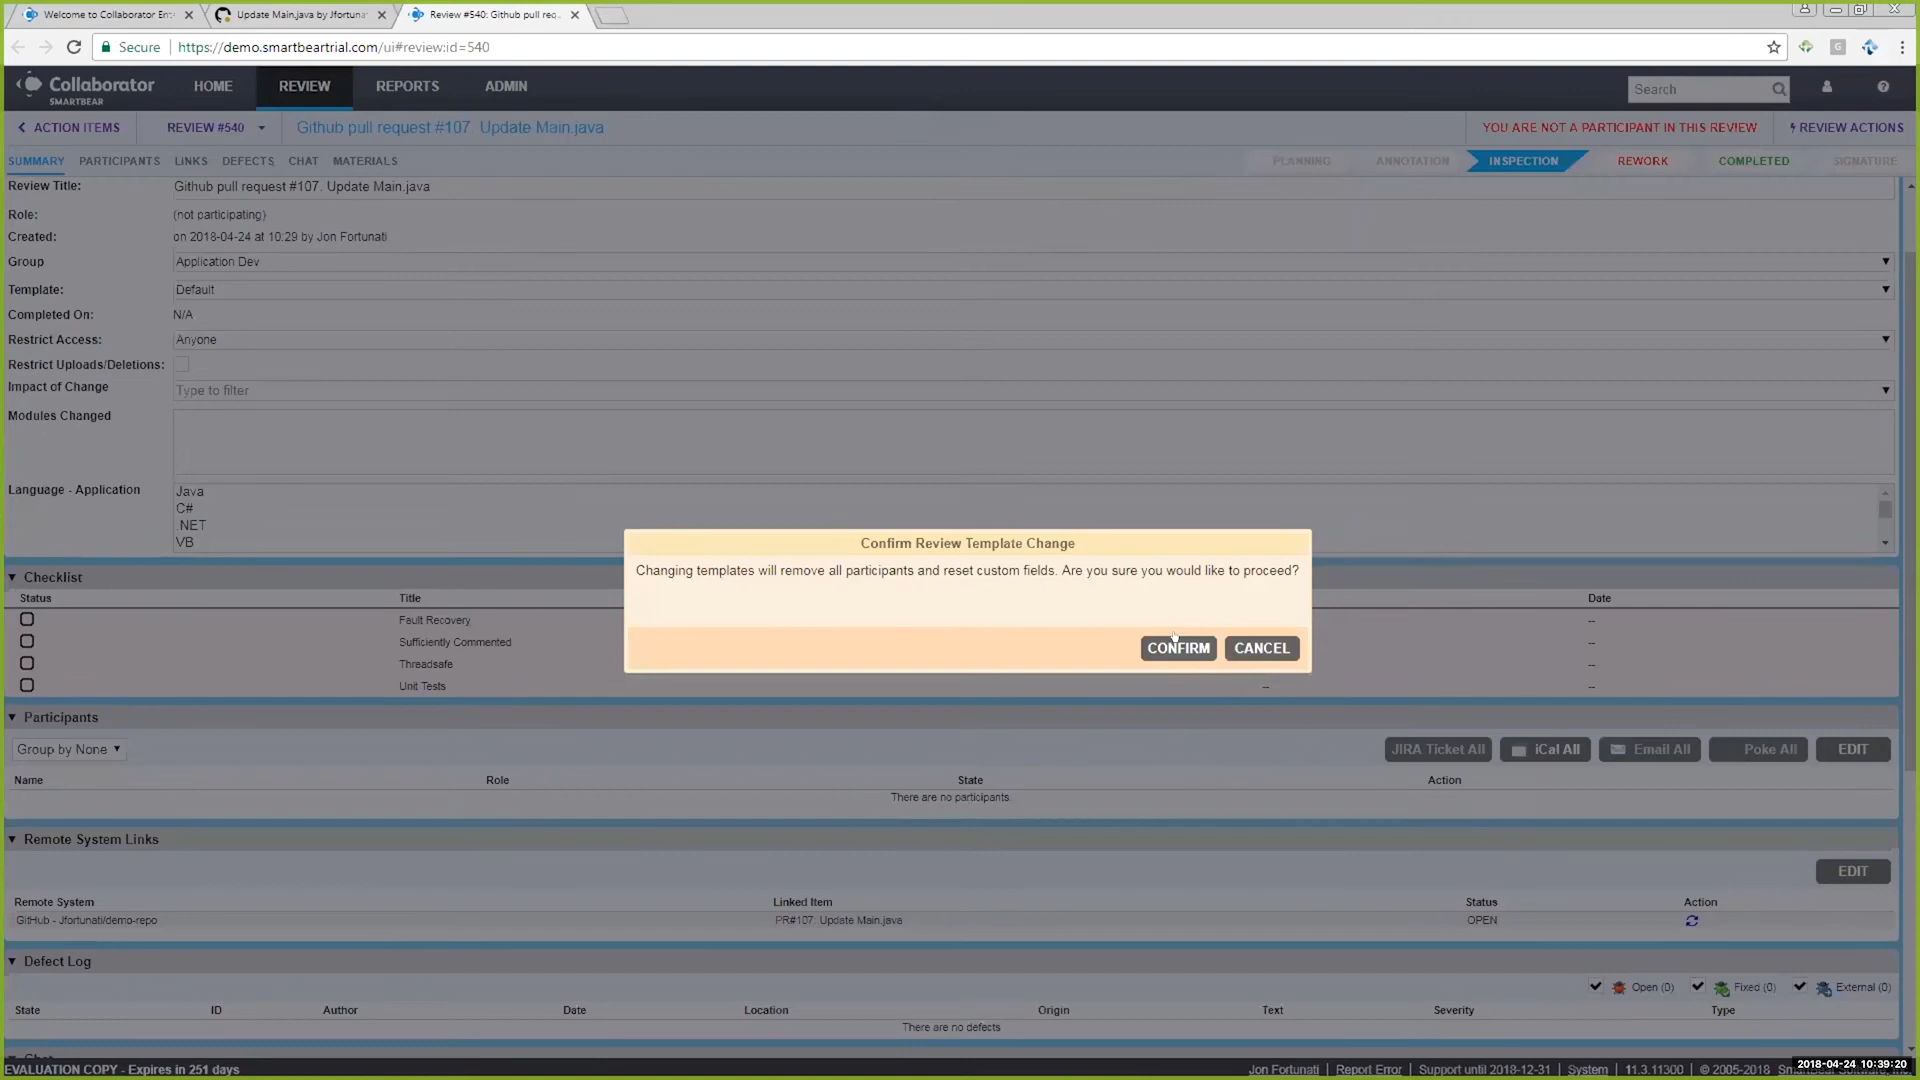 Welcome to Collaborator Ent
Update Main.java by Jfortuna
Review #540: Github pull req
Secure
https://demo.smartbeartrial.com/ui#review:id=540
Collaborator
SMARTBEAR
HOME
REVIEW
REPORTS
ADMIN
Search
ACTION ITEMS
REVIEW #540
Github pull request #107. Update Main.java
YOU ARE NOT A PARTICIPANT IN THIS REVIEW
REVIEW ACTIONS
SUMMARY
PARTICIPANTS
LINKS
DEFECTS
CHAT
MATERIALS
PLANNING
ANNOTATION
INSPECTION
REWORK
COMPLETED
SIGNATURE
Review Title:
Github pull request #107. Update Main.java
Role:
(not participating)
Created:
on 2018-04-24 at 10:29 by Jon Fortunati
Group
Application Dev
Template:
Default
Completed On:
N/A
Restrict Access:
Anyone
Restrict Uploads/Deletions:
Impact of Change
Type to filter
Modules Changed
Language - Application
Java
C#
.NET
VB
Confirm Review Template Change
Changing templates will remove all participants and reset custom fields. Are you sure you would like to proceed?
CONFIRM
CANCEL
Checklist
Status
Title
Date
Fault Recovery
--
Sufficiently Commented
--
Threadsafe
--
Unit Tests
--
--
Participants
Group by None
JIRA Ticket All
iCal All
Email All
Poke All
EDIT
Name
Role
State
Action
There are no participants.
Remote System Links
EDIT
Remote System
Linked Item
Status
Action
GitHub - Jfortunati/demo-repo
PR#107: Update Main.java
OPEN
Defect Log
Open (0)
Fixed (0)
External (0)
State
ID
Author
Date
Location
Origin
Text
Severity
Type
There are no defects
EVALUATION COPY - Expires in 251 days
Jon Fortunati | Report Error | Support until 2018-12-31 | System | 11.3.11300 | © 2005-2018
2018-04-24 10:39:20